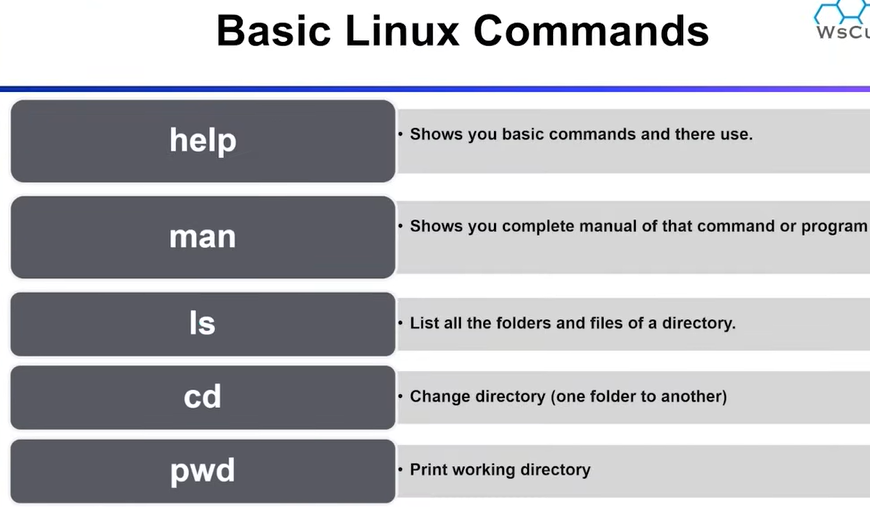 Basic Linux Commands
help
• Shows you basic commands and there use.
man
• Shows you complete manual of that command or program
ls
• List all the folders and files of a directory.
cd
• Change directory (one folder to another)
pwd
• Print working directory